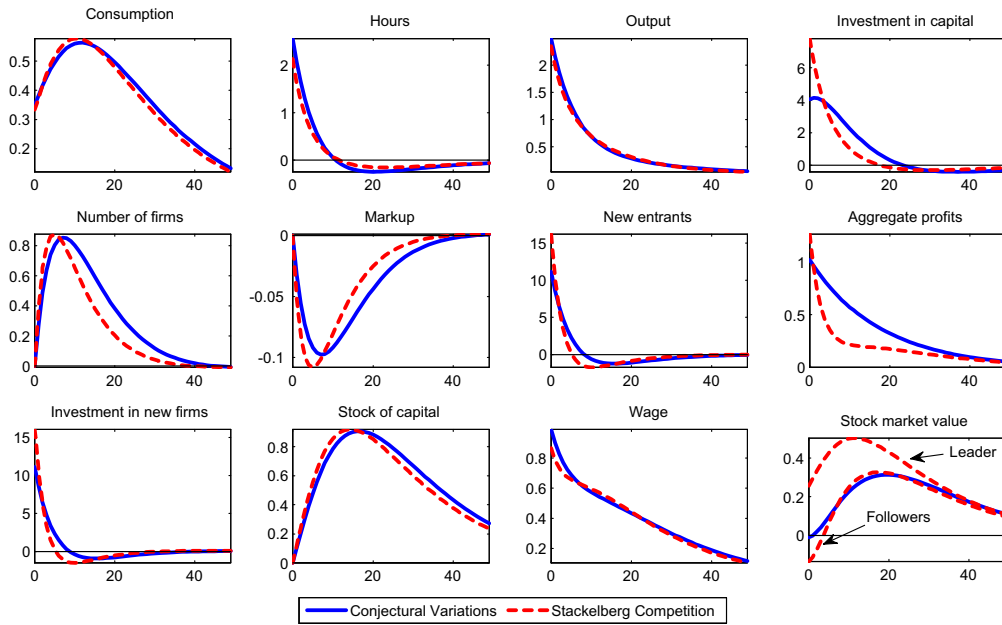 Consumption
Hours
Output
Investment in capital
0.5
0.4
0.3
0.2
0 20 40
2
1
0
0 20 40
2
1.5
1
0.5
0 20 40
6
4
2
0
0 20 40
Number of firms
Markup
New entrants
Aggregate profits
0.8
0.6
0.4
0.2
0
0 20 40
0
-0.05
-0.1
0 20 40
15
10
5
0
0 20 40
1
0.5
0
0 20 40
Investment in new firms
Stock of capital
Wage
Stock market value
15
10
5
0
0 20 40
0.8
0.6
0.4
0.2
0
0 20 40
0.8
0.6
0.4
0.2
0 20 40
0.4
0.2
0
0 20 40
Leader
Followers
Conjectural Variations
Stackelberg Competition